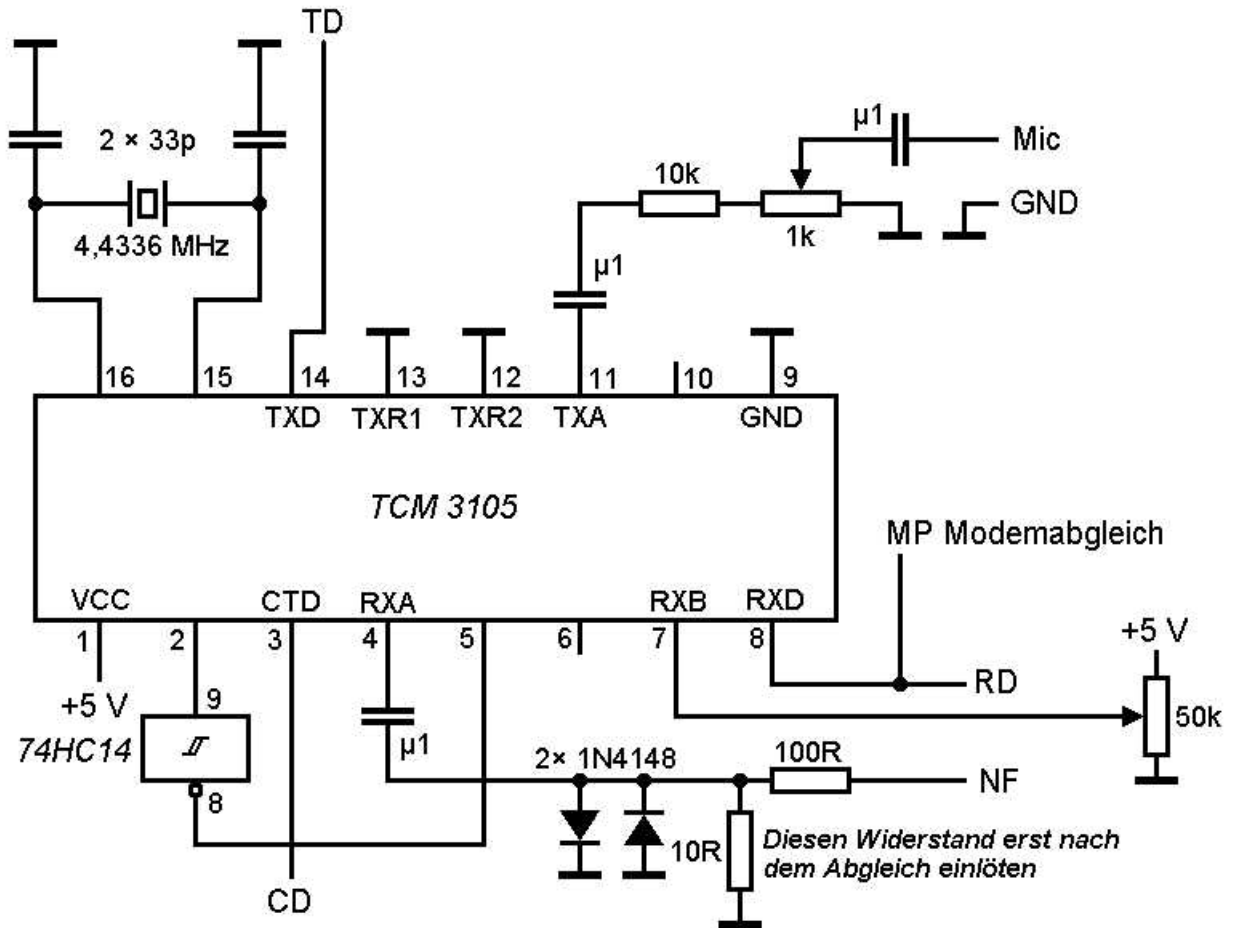 TD
2 × 33p
4,4336 MHz
µ1
Mic
10k
1k
GND
µ1
16
15
14
13
12
11
10
9
TXD
TXR1
TXR2
TXA
GND
TCM 3105
MP Modemabgleich
VCC
CTD
RXA
RXB
RXD
1
2
3
4
5
6
7
8
+5 V
+5 V
RD
50k
9
74HC14
8
µ1
2× 1N4148
100R
NF
10R
Diesen Widerstand erst nach
dem Abgleich einlöten
CD